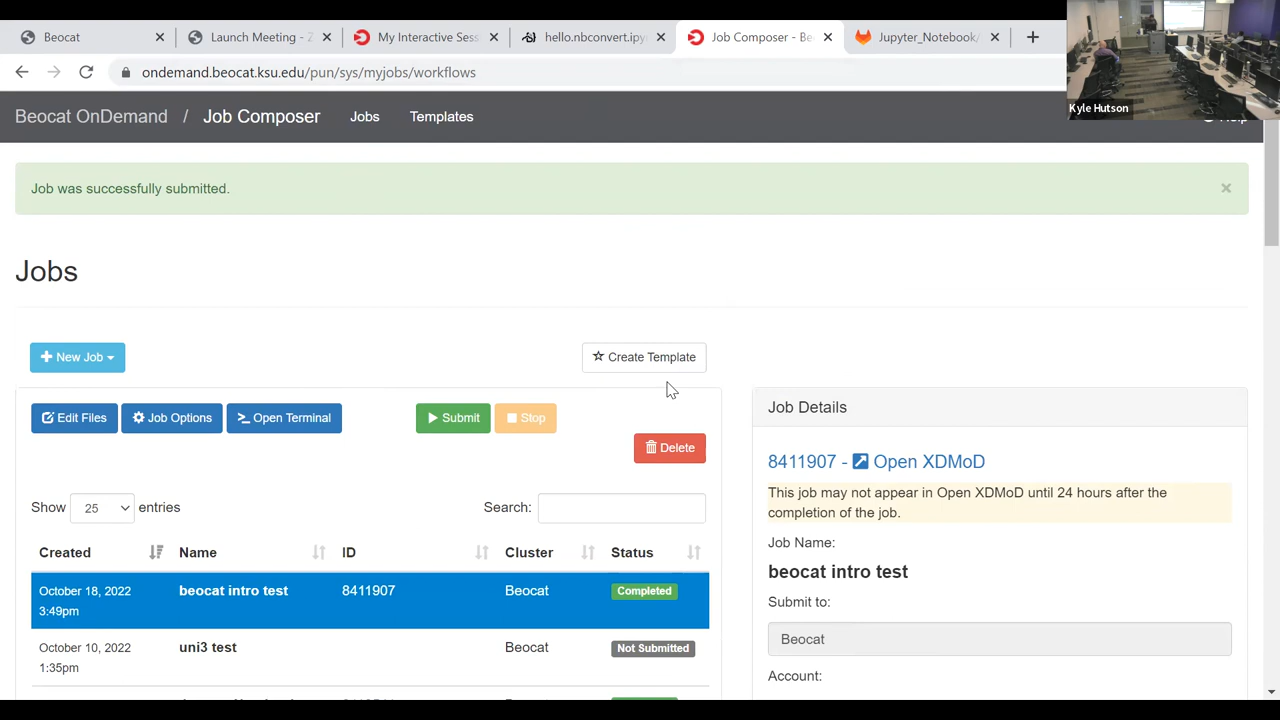 Beocat
Launch Meeting - Z
My Interactive Sess
hello.nbconvert.ipyn
Job Composer - Be
Jupyter_Notebook/
ondemand.beocat.ksu.edu/pun/sys/myjobs/workflows
Kyle Hutson
Beocat OnDemand / Job Composer Jobs Templates
Help
Job was successfully submitted.
Jobs
New Job
Create Template
Edit Files
Job Options
Open Terminal
Submit
Stop
Delete
Show 25 entries
Search:
Created Name ID Cluster Status
October 18, 2022 beocat intro test 8411907 Beocat Completed
3:49pm
October 10, 2022 uni3 test Beocat Not Submitted
1:35pm
Job Details
8411907 - Open XDMoD
This job may not appear in Open XDMoD until 24 hours after the
completion of the job.
Job Name:
beocat intro test
Submit to:
Beocat
Account: